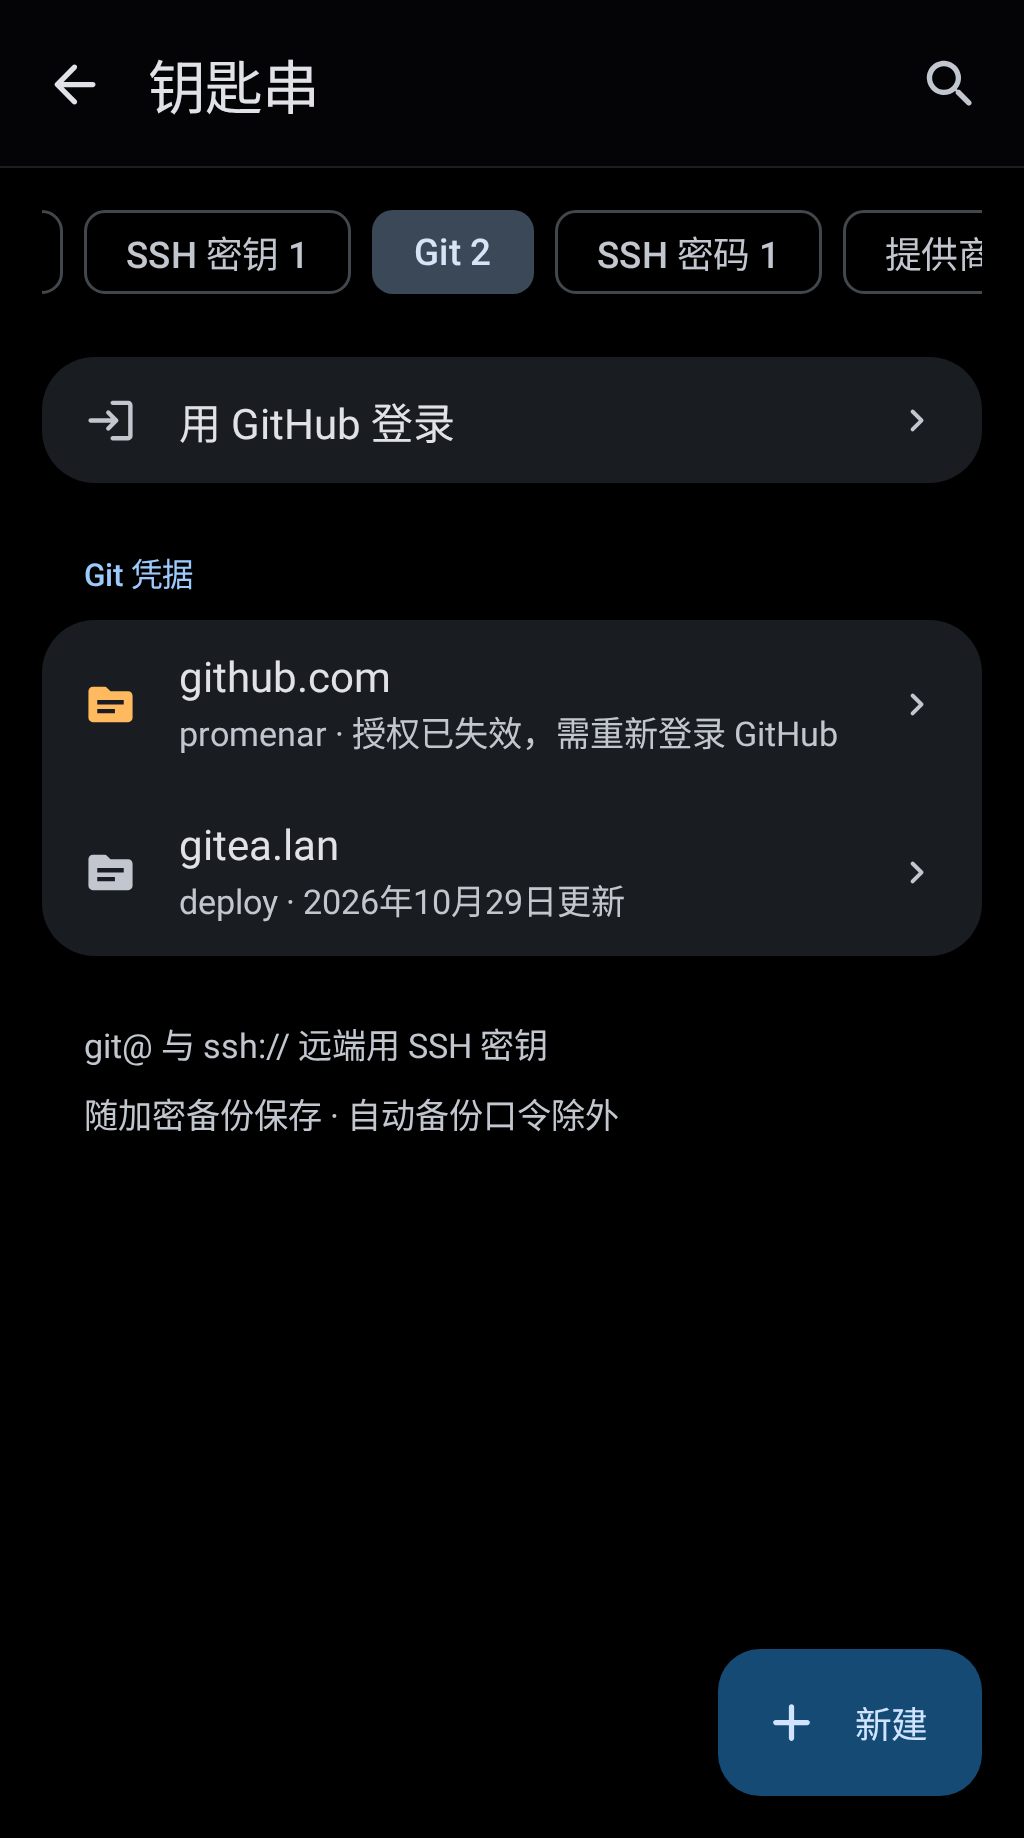 钥匙串
SSH 密钥 1
Git 2
SSH 密码 1
提供商
用 GitHub 登录
Git 凭据
github.com
promenar · 授权已失效，需重新登录 GitHub
gitea.lan
deploy · 2026年10月29日更新
git@ 与 ssh:// 远端用 SSH 密钥
随加密备份保存 · 自动备份口令除外
新建